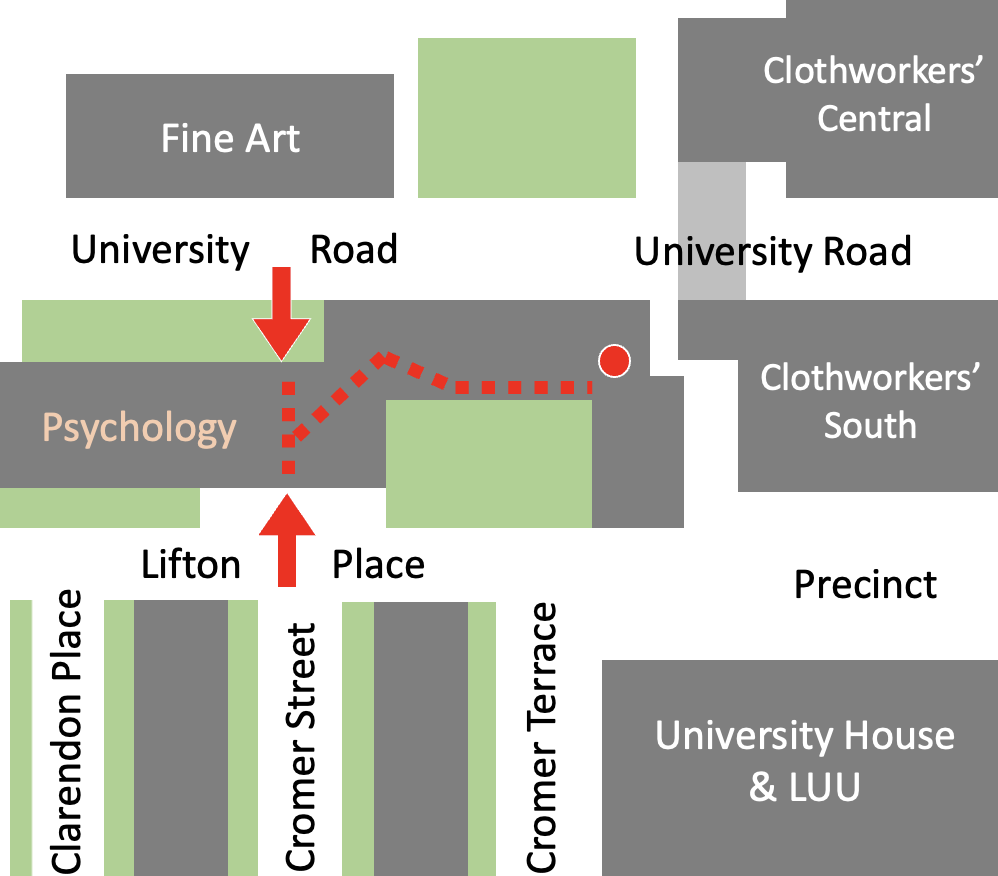 Clothworkers'
Central
Fine Art
University Road
University Road
Psychology
Clothworkers'
South
Lifton Place
Precinct
Clarendon Place
Cromer Street
Cromer Terrace
University House
& LUU